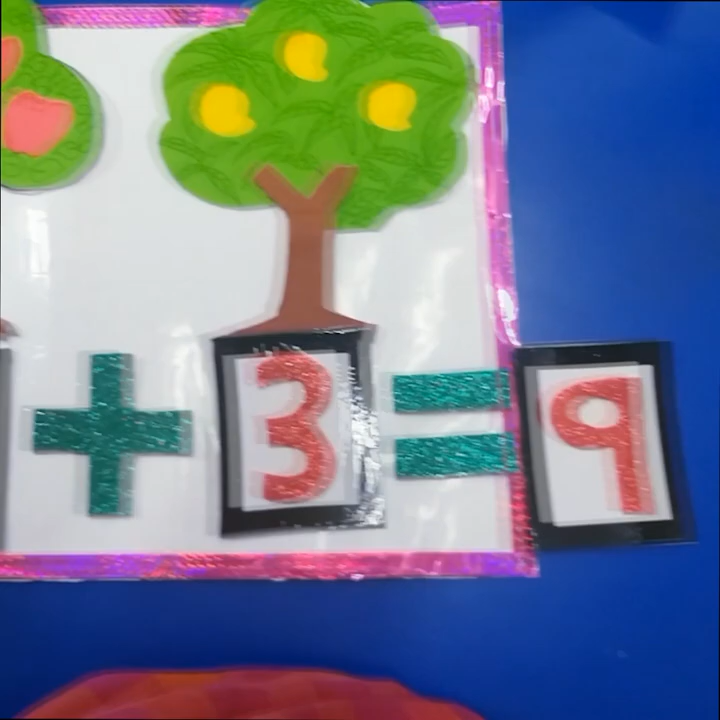 + 3 = 9